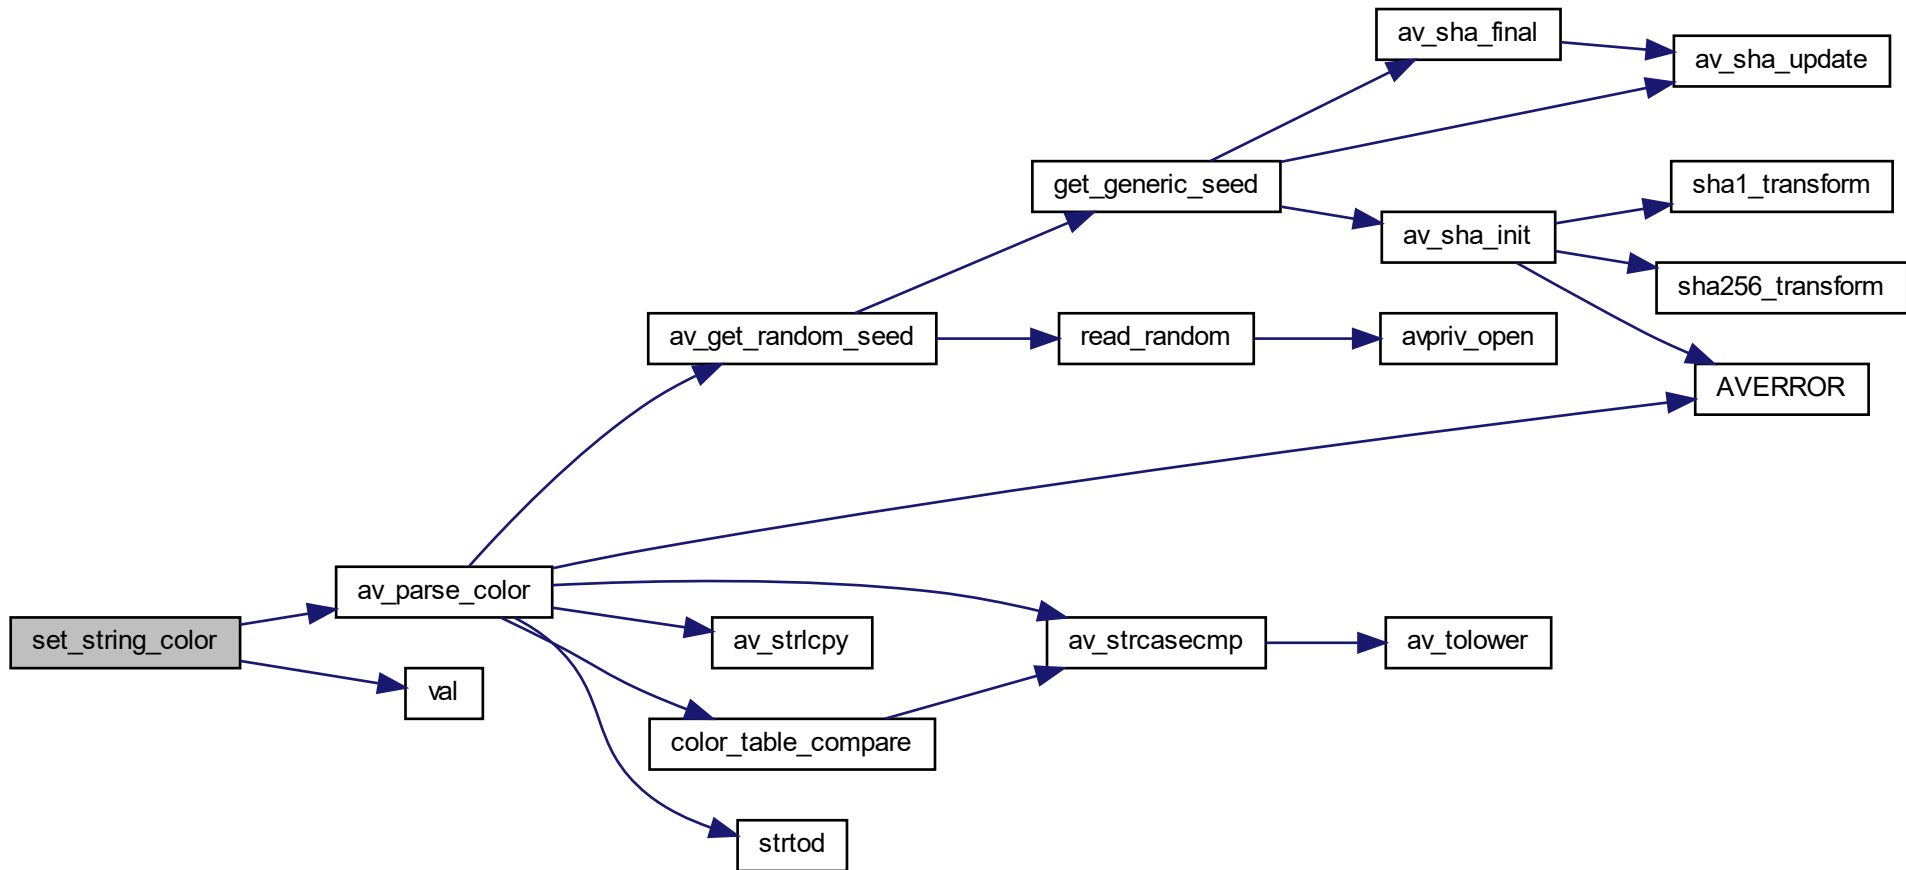 av_sha_final
av_sha_update
get_generic_seed
sha1_transform
av_sha_init
sha256_transform
av_get_random_seed
read_random
avpriv_open
AVERROR
av_parse_color
set_string_color
av_strlcpy
av_strcasecmp
av_tolower
val
color_table_compare
strtod